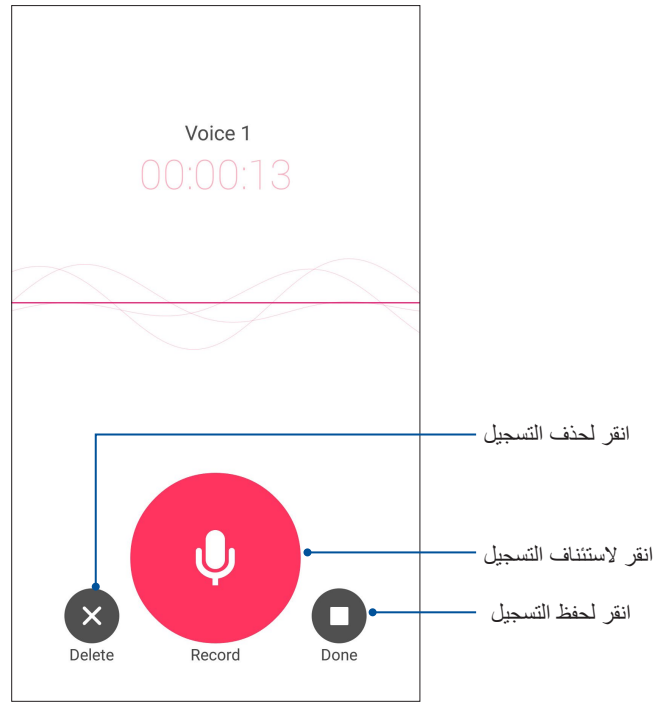 Voice 1
00:00:13
انقر لحذف التسجيل
انقر لاستئناف التسجيل
انقر لحفظ التسجيل
Delete
Record
Done